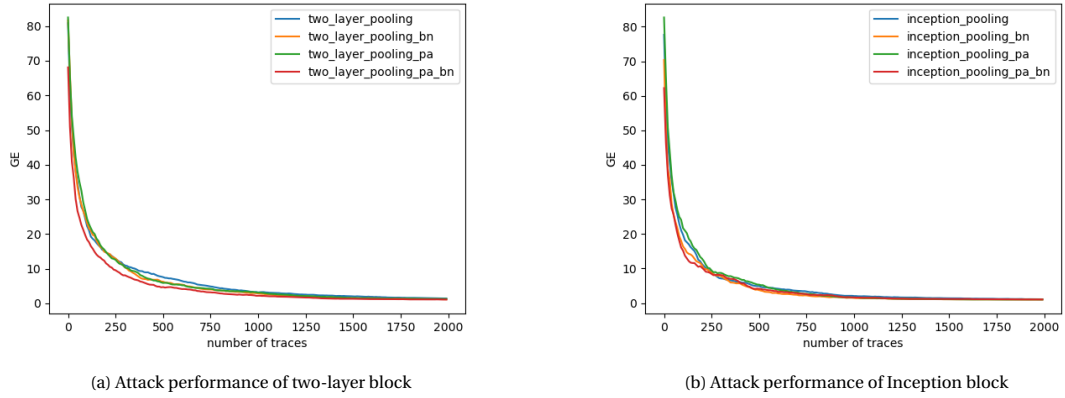 two_layer_pooling
two_layer_pooling_bn
two_layer_pooling_pa
two_layer_pooling_pa_bn
80
70
60
50
40
30
20
10
0
GE
0 250 500 750 1000 1250 1500 1750 2000
number of traces
(a) Attack performance of two-layer block
inception_pooling
inception_pooling_bn
inception_pooling_pa
inception_pooling_pa_bn
80
70
60
50
40
30
20
10
0
GE
0 250 500 750 1000 1250 1500 1750 2000
number of traces
(b) Attack performance of Inception block